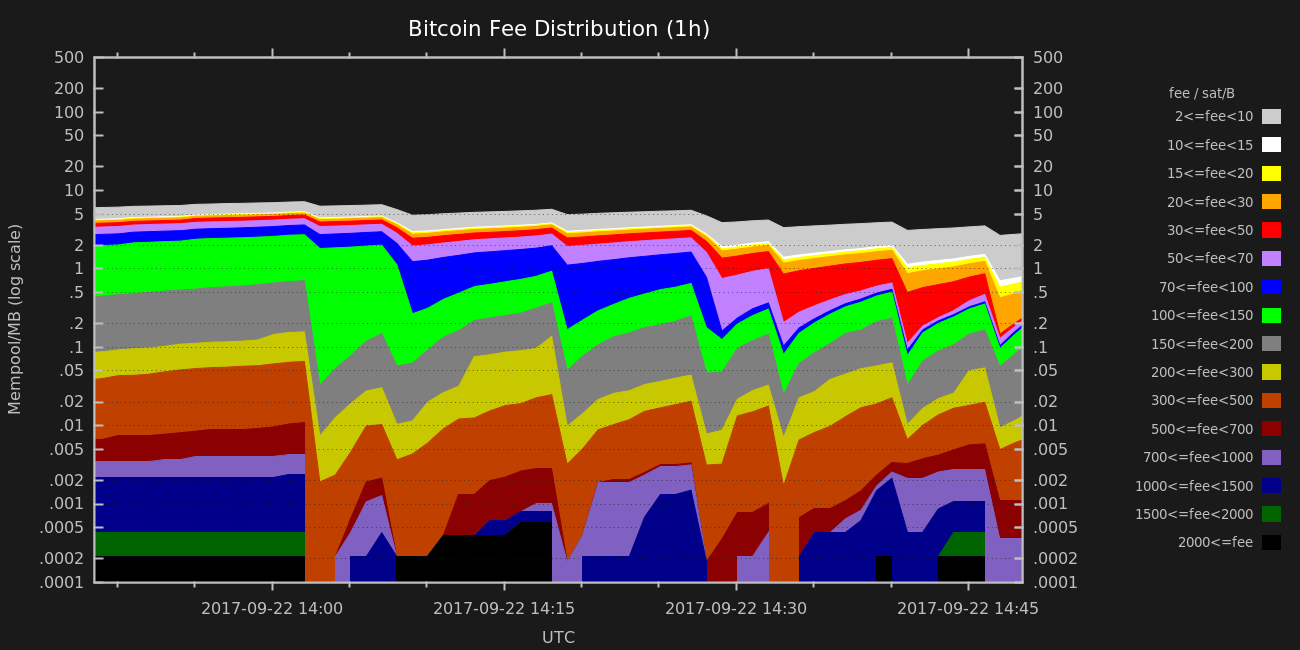 Bitcoin Fee Distribution (1h)
Mempool/MB (log scale)
500
200
100
50
20
10
5
2
1
.5
.2
.1
.05
.02
.01
.005
.002
.001
.0005
.0002
.0001
500
200
100
50
20
10
5
2
1
.5
.2
.1
.05
.02
.01
.005
.002
.001
.0005
.0002
.0001
2017-09-22 14:00 2017-09-22 14:15 2017-09-22 14:30 2017-09-22 14:45
UTC
fee / sat/B
2<=fee<10
10<=fee<15
15<=fee<20
20<=fee<30
30<=fee<50
50<=fee<70
70<=fee<100
100<=fee<150
150<=fee<200
200<=fee<300
300<=fee<500
500<=fee<700
700<=fee<1000
1000<=fee<1500
1500<=fee<2000
2000<=fee